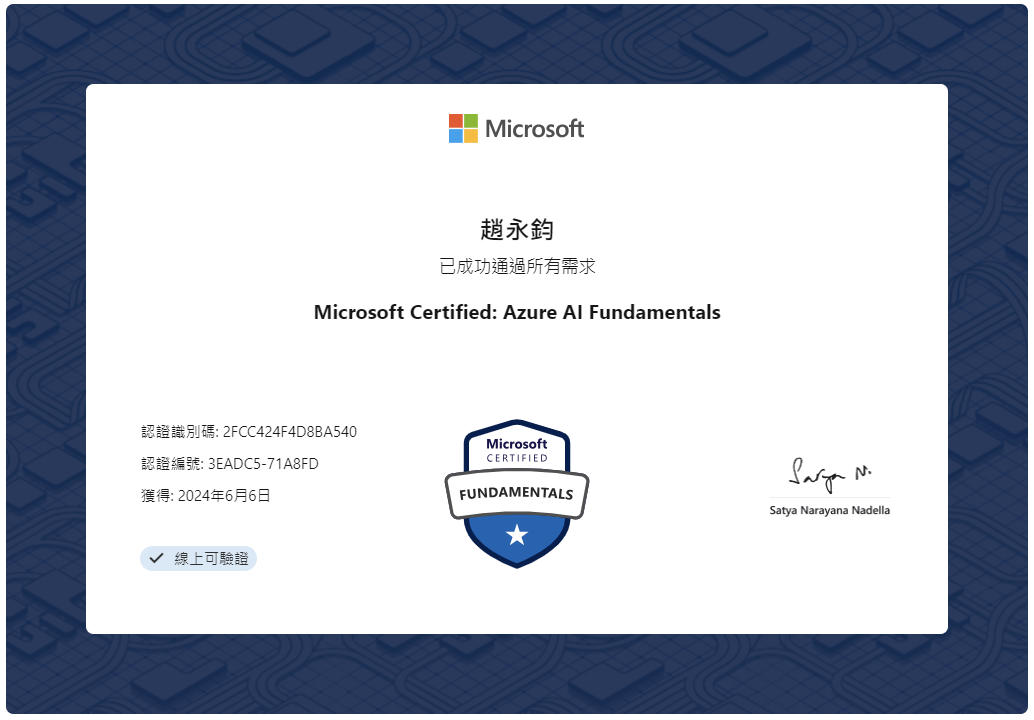 Microsoft
趙永鈞
已成功通過所有需求
Microsoft Certified: Azure AI Fundamentals
認證識別碼: 2FCC424F4D8BA540
認證編號: 3EADC5-71A8FD
獲得: 2024年6月6日
線上可驗證
Microsoft
CERTIFIED
FUNDAMENTALS
Satya N.
Satya Narayana Nadella